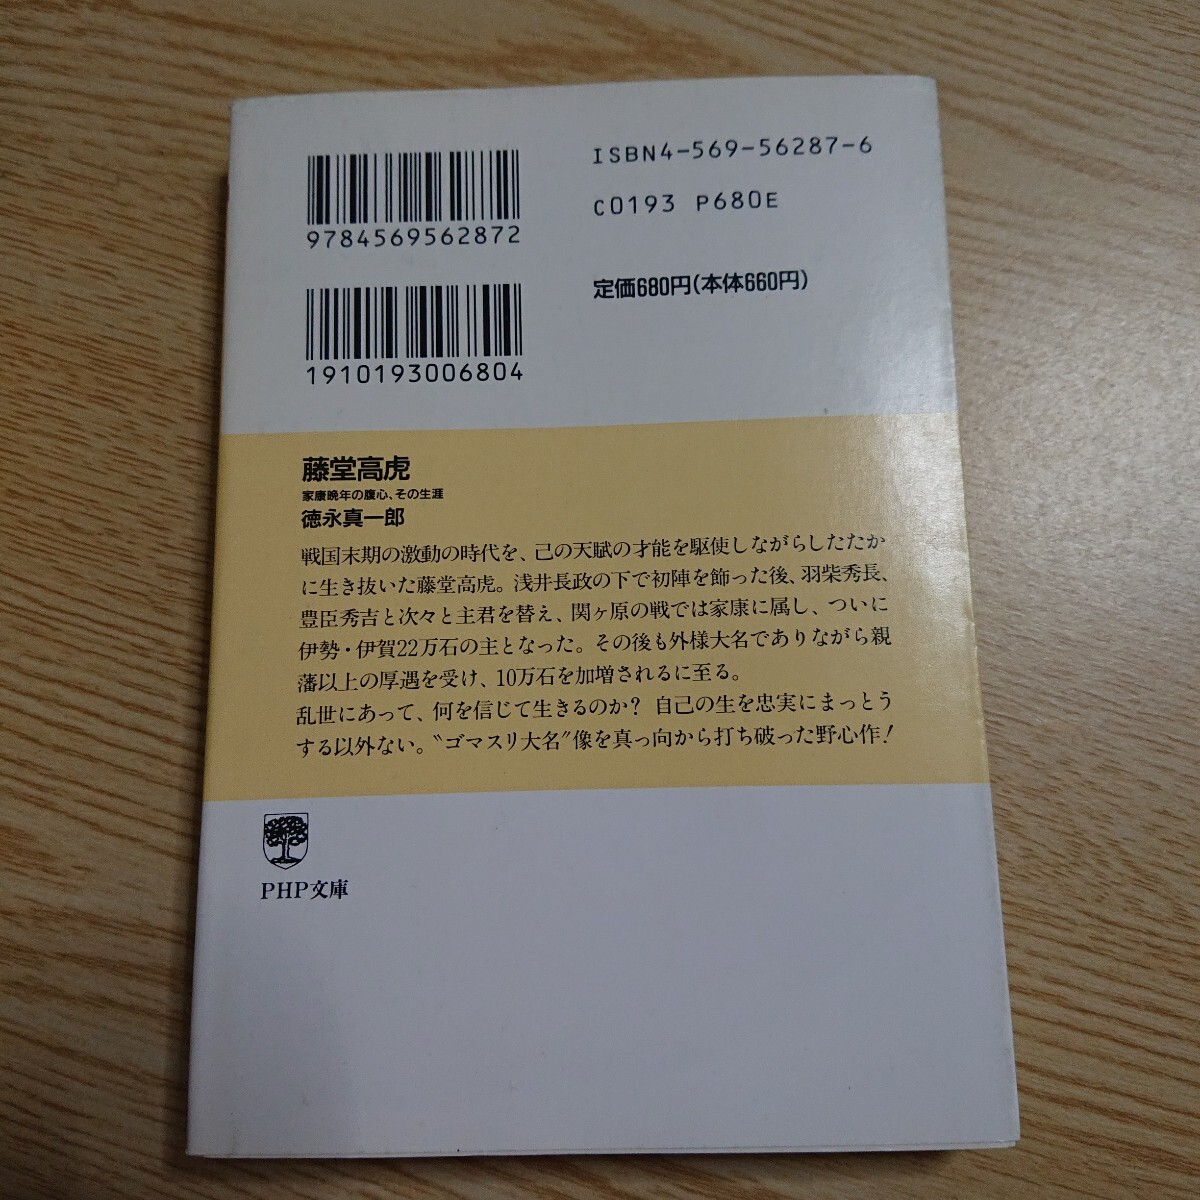 ISBN4-569-56287-6
9784569562872
C0193 P680E
定価680円(本体660円)
1910193006804
藤堂高虎
家康晩年の腹心、その生涯
徳永真一郎
戦国末期の激動の時代を、己の天賦の才能を駆使しながらしたたか
に生き抜いた藤堂高虎。浅井長政の下で初陣を飾った後、羽柴秀長、
豊臣秀吉と次々と主君を替え、関ヶ原の戦では家康に属し、ついに
伊勢・伊賀22万石の主となった。その後も外様大名でありながら親
藩以上の厚遇を受け、10万石を加増されるに至る。
乱世にあって、何を信じて生きるのか? 自己の生を忠実にまっとう
する以外ない。〝ゴマスリ大名〟像を真っ向から打ち破った野心作!
PHP文庫